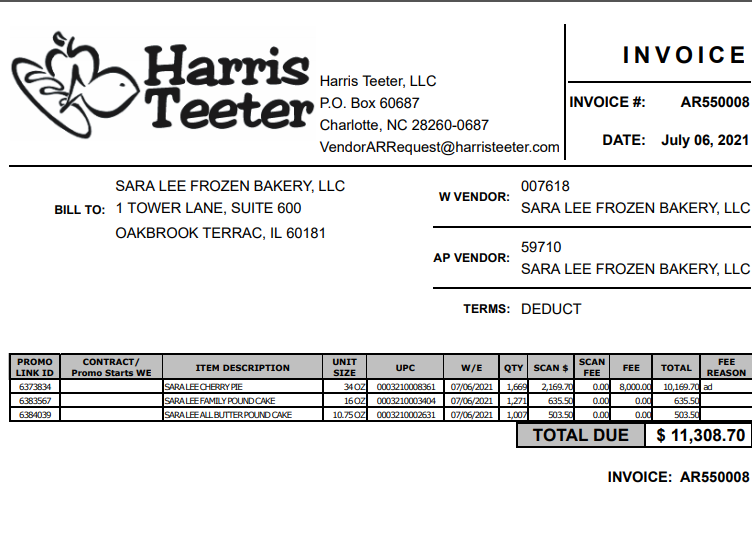 Harris
Teeter
Harris Teeter, LLC
P.O. Box 60687
Charlotte, NC 28260-0687
VendorARRequest@harristeeter.com
INVOICE
INVOICE #: AR550008
DATE: July 06, 2021
BILL TO:
SARA LEE FROZEN BAKERY, LLC
1 TOWER LANE, SUITE 600
OAKBROOK TERRAC, IL 60181
W VENDOR: 007618
SARA LEE FROZEN BAKERY, LLC
AP VENDOR: 59710
SARA LEE FROZEN BAKERY, LLC
TERMS: DEDUCT
PROMO LINK ID CONTRACT/ Promo Starts WE ITEM DESCRIPTION UNIT SIZE UPC W/E QTY SCAN $ SCAN FEE FEE TOTAL FEE REASON
6373834 SARA LEE CHERRY PIE 34 OZ 0003210008361 07/06/2021 1,669 2,169.70 0.00 8,000.00 10,169.70 ad
6383567 SARA LEE FAMILY POUND CAKE 16 OZ 0003210003404 07/06/2021 1,271 635.50 0.00 0.00 635.50
6384039 SARA LEE ALL BUTTER POUND CAKE 10.75 OZ 0003210002631 07/06/2021 1,007 503.50 0.00 0.00 503.50
TOTAL DUE $ 11,308.70
INVOICE: AR550008